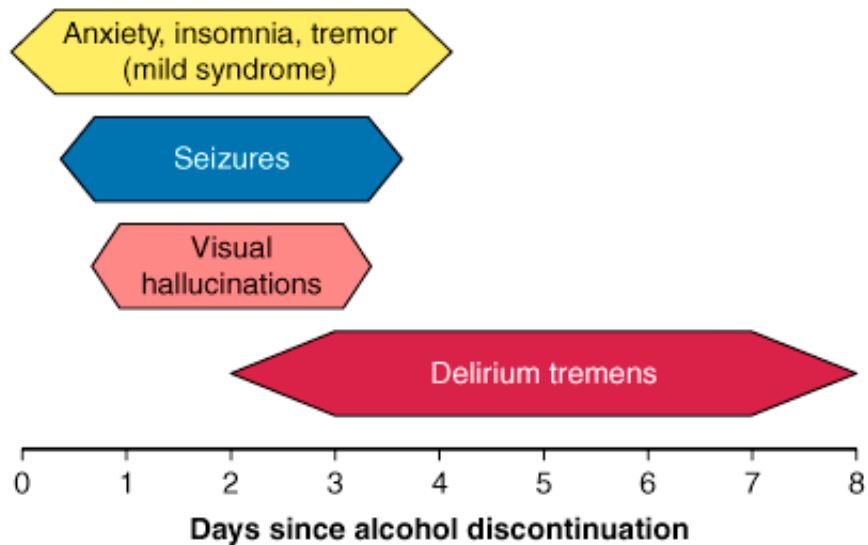 Anxiety, insomnia, tremor
(mild syndrome)
Seizures
Visual
hallucinations
Delirium tremens
0 1 2 3 4 5 6 7 8
Days since alcohol discontinuation